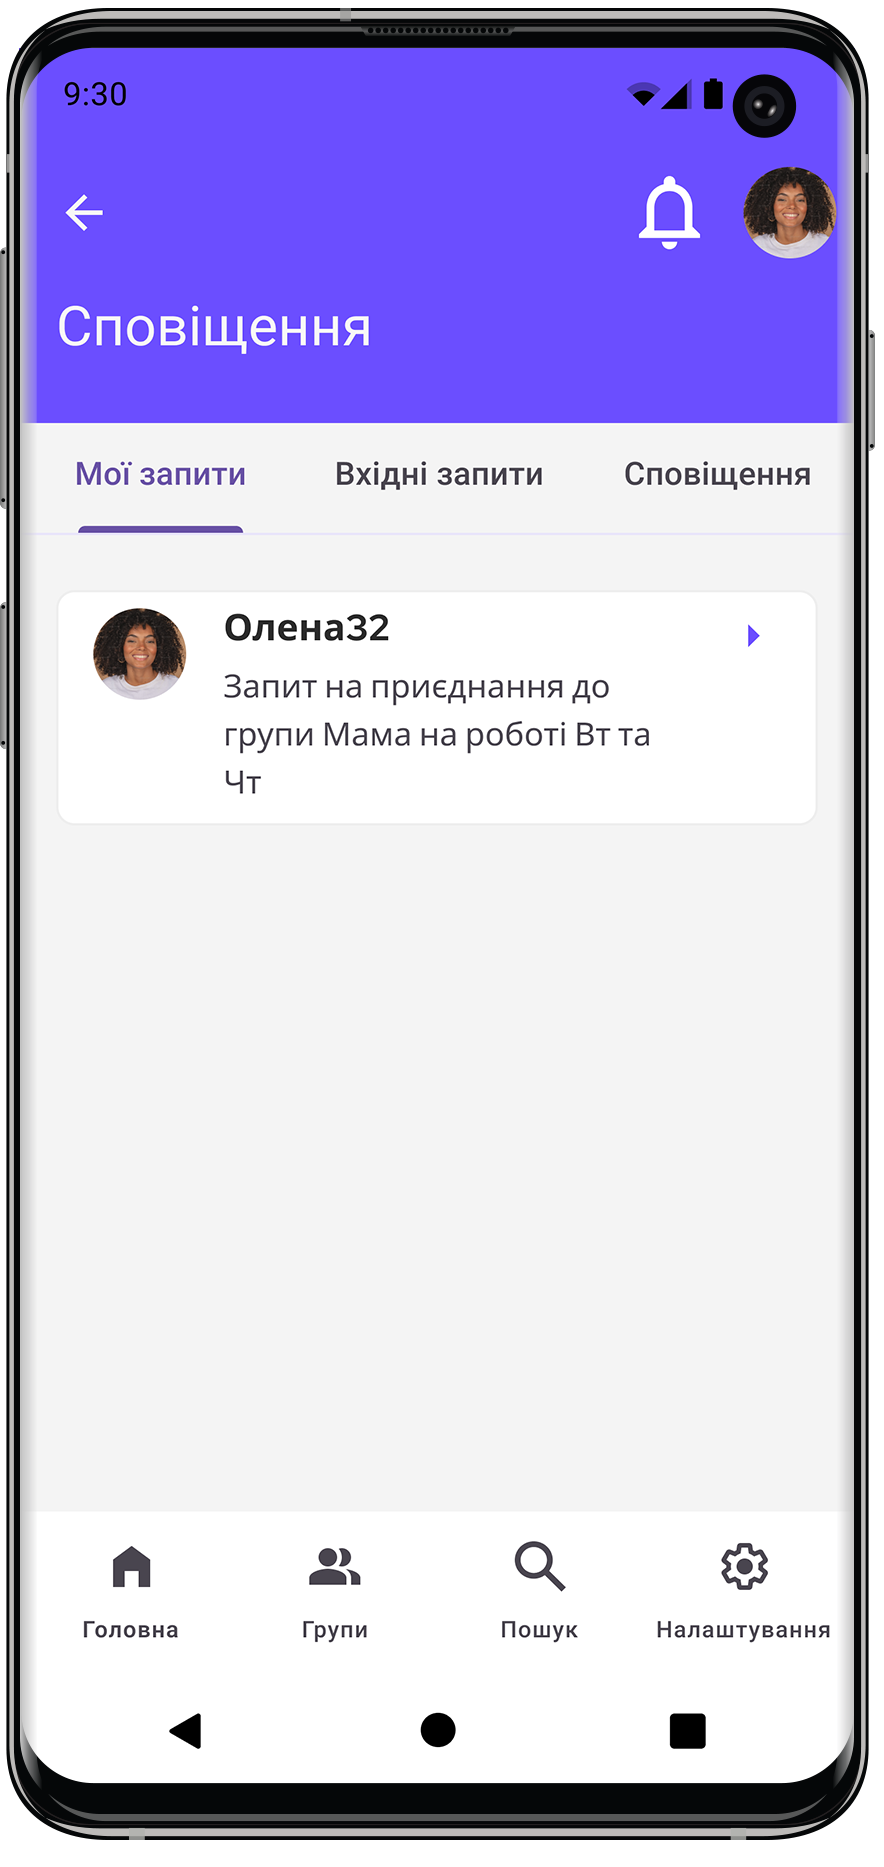 9:30
Сповіщення
Мої запити
Вхідні запити
Сповіщення
Олена32
Запит на приєднання до
групи Мама на роботі Вт та
Чт
Головна
Групи
Пошук
Налаштування